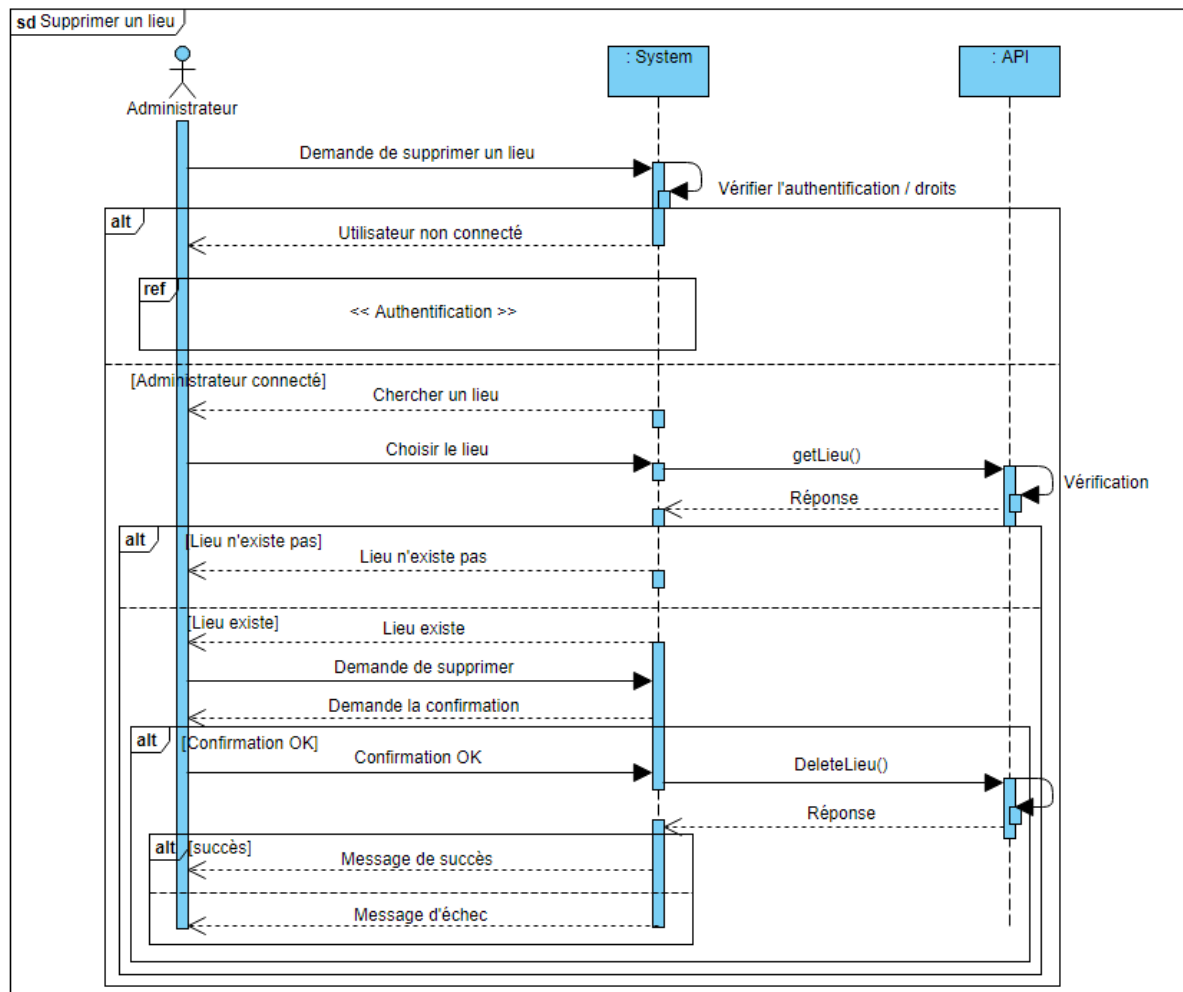 sd Supprimer un lieu
: System
: API
Administrateur
Demande de supprimer un lieu
Vérifier l'authentification / droits
alt
Utilisateur non connecté
ref
<< Authentification >>
[Administrateur connecté]
Chercher un lieu
Choisir le lieu
getLieu()
Vérification
Réponse
alt
[Lieu n'existe pas]
Lieu n'existe pas
[Lieu existe]
Lieu existe
Demande de supprimer
Demande la confirmation
alt
[Confirmation OK]
Confirmation OK
DeleteLieu()
Réponse
alt
[succès]
Message de succès
Message d'échec